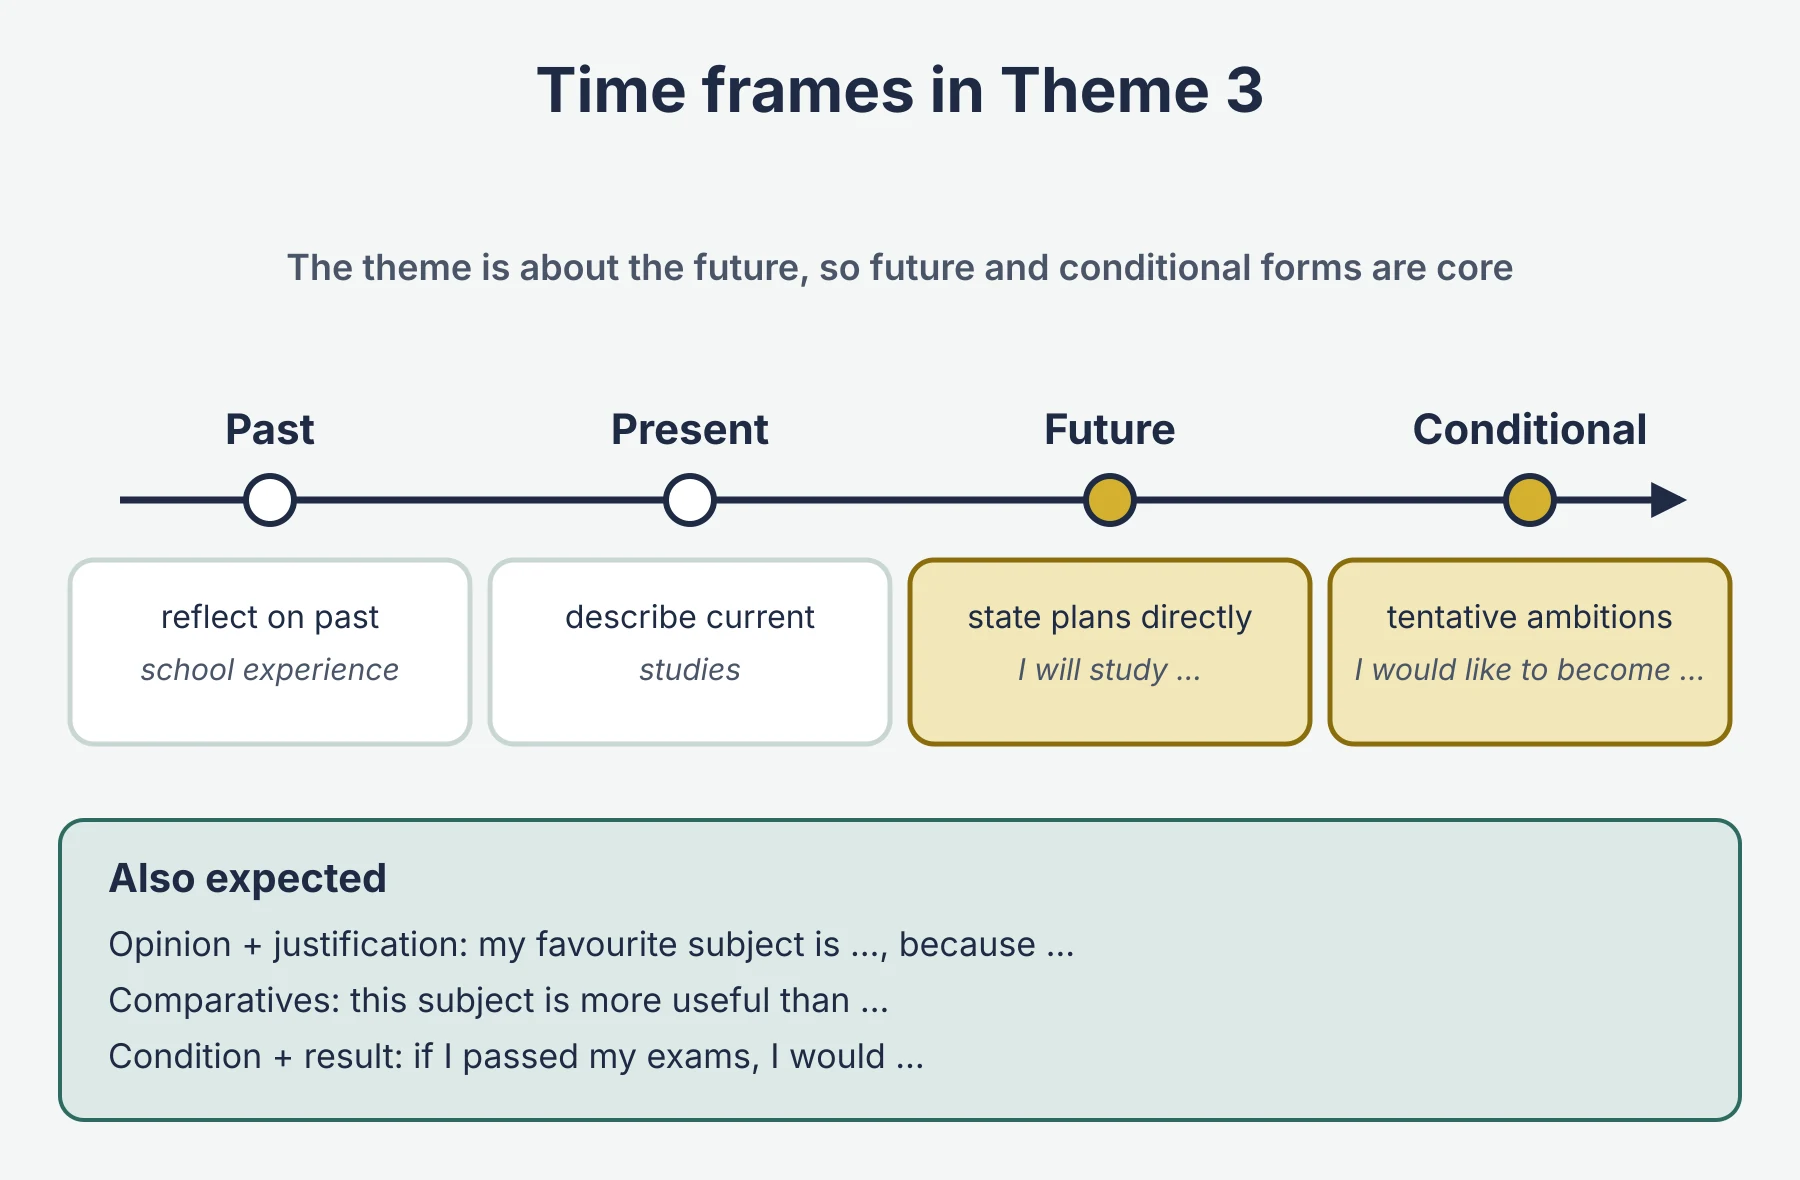 Time frames in Theme 3
The theme is about the future, so future and conditional forms are core
Past
Present
Future
Conditional
reflect on past
school experience
describe current
studies
state plans directly
I will study ...
tentative ambitions
I would like to become ...
Also expected
Opinion + justification: my favourite subject is ..., because ...
Comparatives: this subject is more useful than ...
Condition + result: if I passed my exams, I would ...